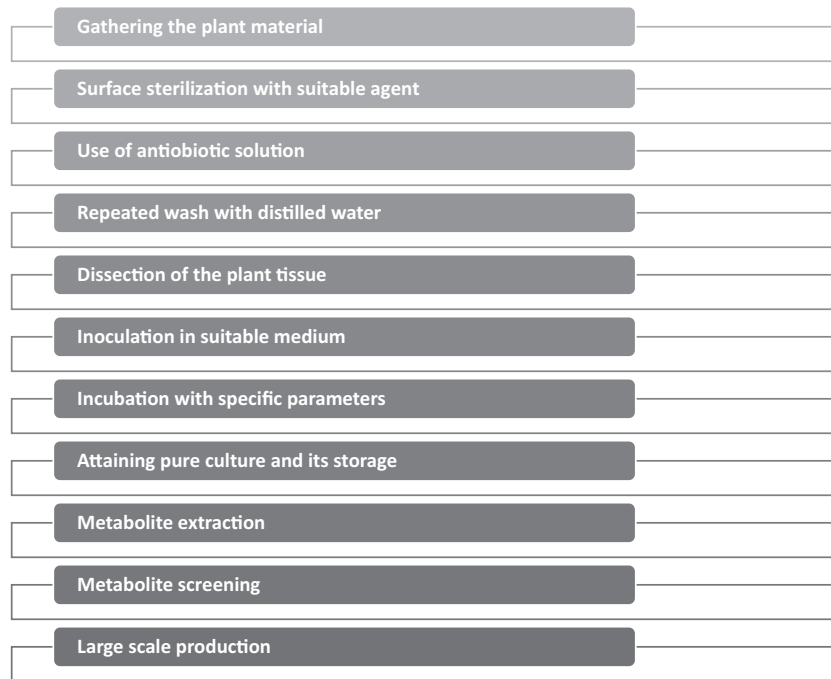 Gathering the plant material
Surface sterilization with suitable agent
Use of antiobiotic solution
Repeated wash with distilled water
Dissection of the plant tissue
Inoculation in suitable medium
Incubation with specific parameters
Attaining pure culture and its storage
Metabolite extraction
Metabolite screening
Large scale production